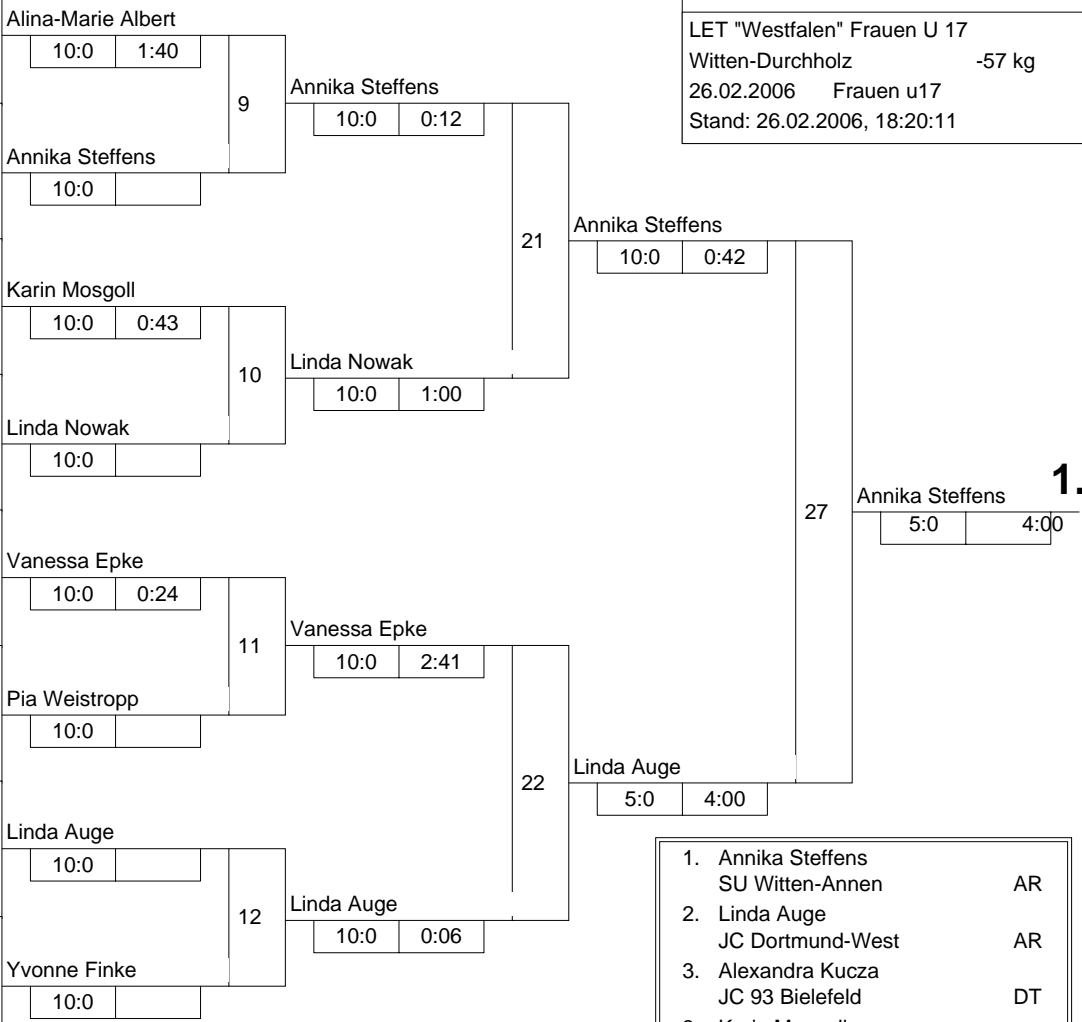 LET "Westfalen" Frauen U 17
Witten-Durchholz -57 kg
26.02.2006 Frauen u17
Stand: 26.02.2006, 18:20:11
Alina-Marie Albert
10:0 1:40
9
Annika Steffens
10:0 0:12
Annika Steffens
10:0
21
Annika Steffens
10:0 0:42
Karin Mosgoll
10:0 0:43
10
Linda Nowak
10:0 1:00
Linda Nowak
10:0
27
Annika Steffens 1.
5:0 4:00
Vanessa Epke
10:0 0:24
11
Vanessa Epke
10:0 2:41
Pia Weistropp
10:0
22
Linda Auge
5:0 4:00
Linda Auge
10:0
12
Linda Auge
10:0 0:06
Yvonne Finke
10:0
1. Annika Steffens
SU Witten-Annen AR
2. Linda Auge
JC Dortmund-West AR
3. Alexandra Kucza
JC 93 Bielefeld DT